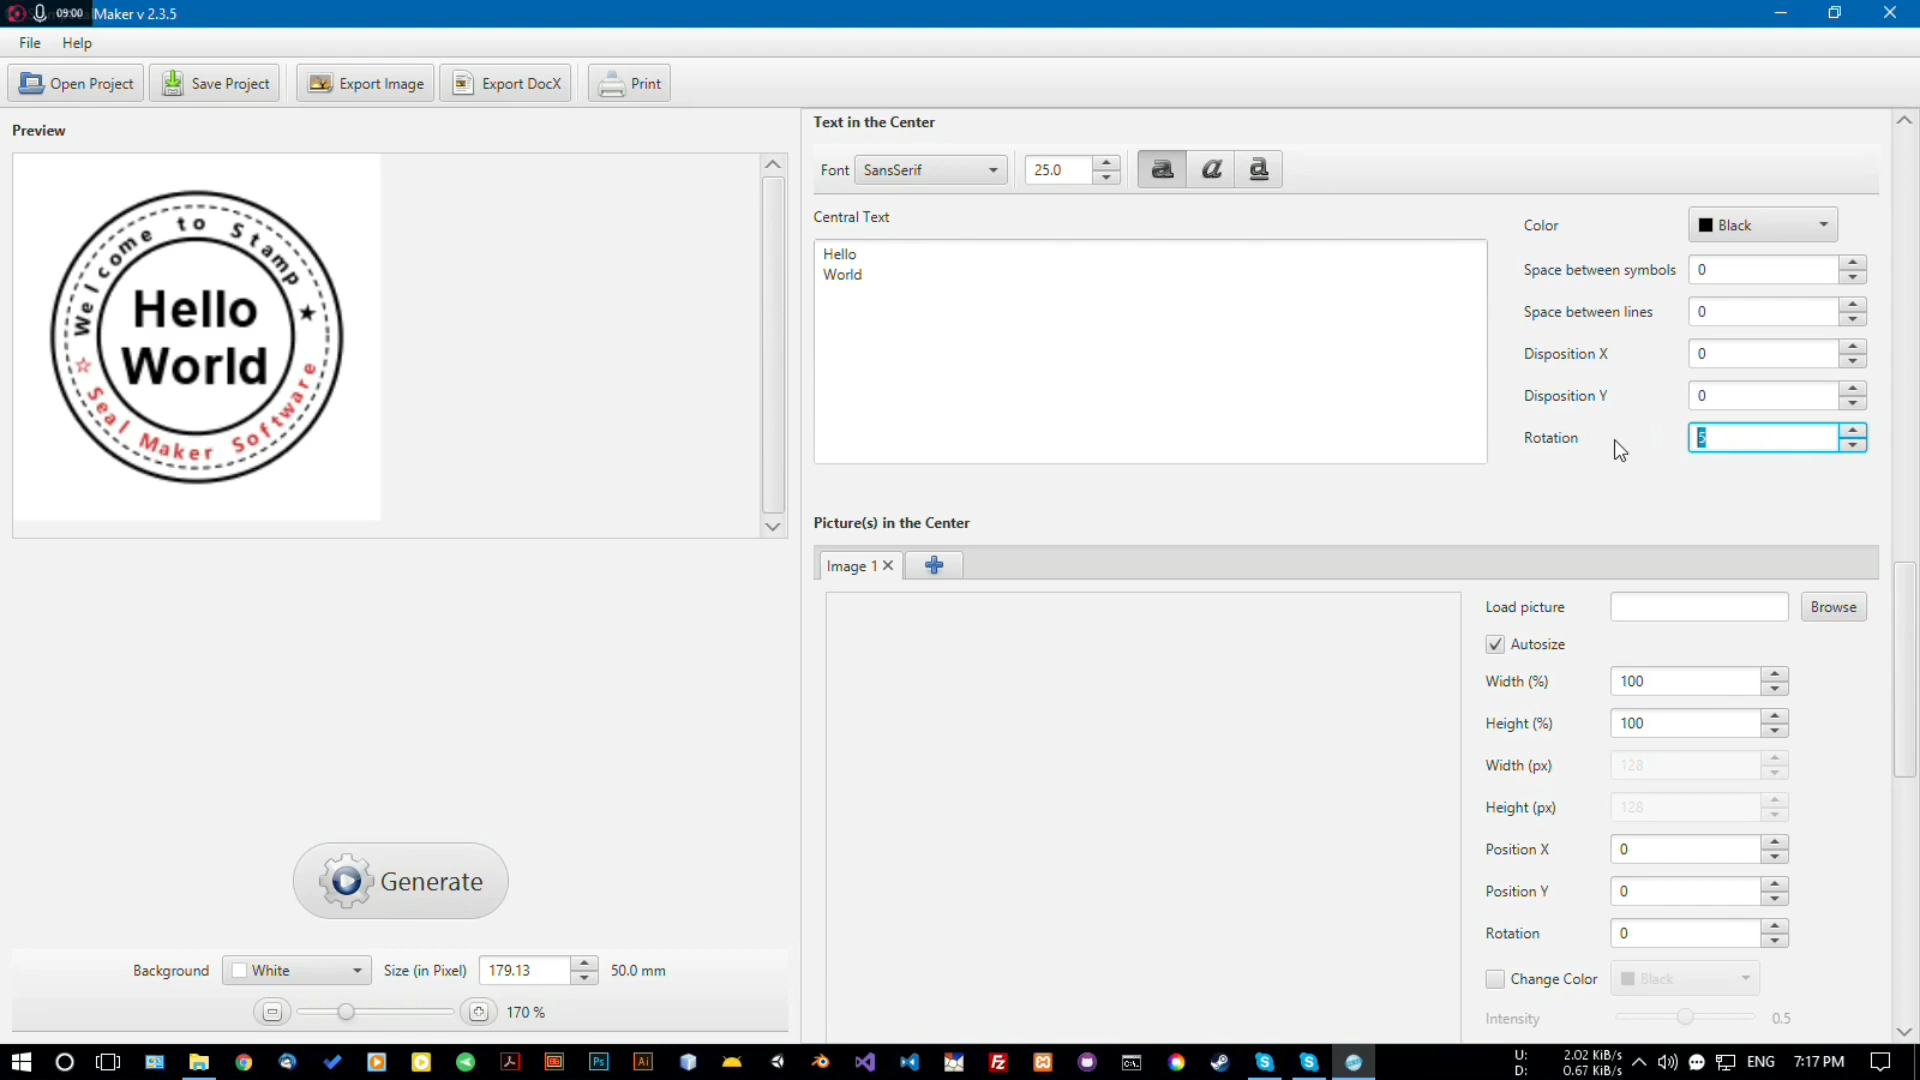 09:00 Maker v 2.3.5
File Help
Open Project Save Project Export Image Export DocX Print
Preview
Welcome to Stamp ★
Hello
World
☆ Seal Maker Software
Generate
Background White Size (in Pixel) 179.13 50.0 mm
170 %
Text in the Center
Font SansSerif 25.0 a a a
Central Text
Hello
World
Color Black
Space between symbols 0
Space between lines 0
Disposition X 0
Disposition Y 0
Rotation 5
Picture(s) in the Center
Image 1
Load picture Browse
Autosize
Width (%) 100
Height (%) 100
Width (px) 128
Height (px) 128
Position X 0
Position Y 0
Rotation 0
Change Color Black
Intensity 0.5
U: 2.02 KiB/s
D: 0.67 KiB/s
ENG 7:17 PM